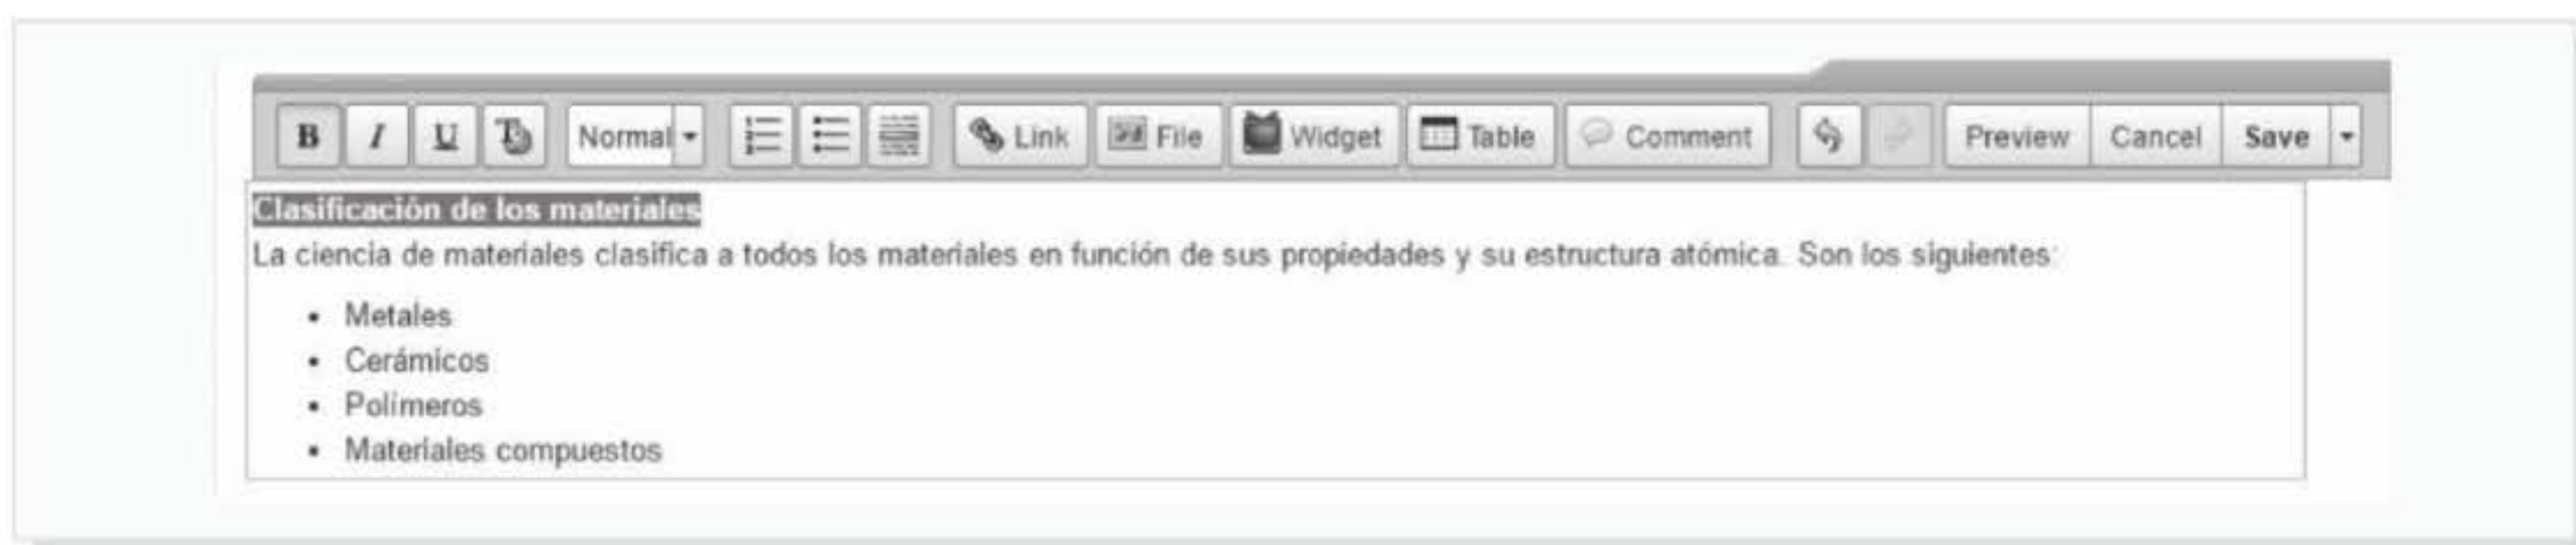 B I U T Normal Link File Widget Table Comment Preview Cancel Save
Clasificación de los materiales
La ciencia de materiales clasifica a todos los materiales en función de sus propiedades y su estructura atómica. Son los siguientes:
• Metales
• Cerámicos
• Polímeros
• Materiales compuestos